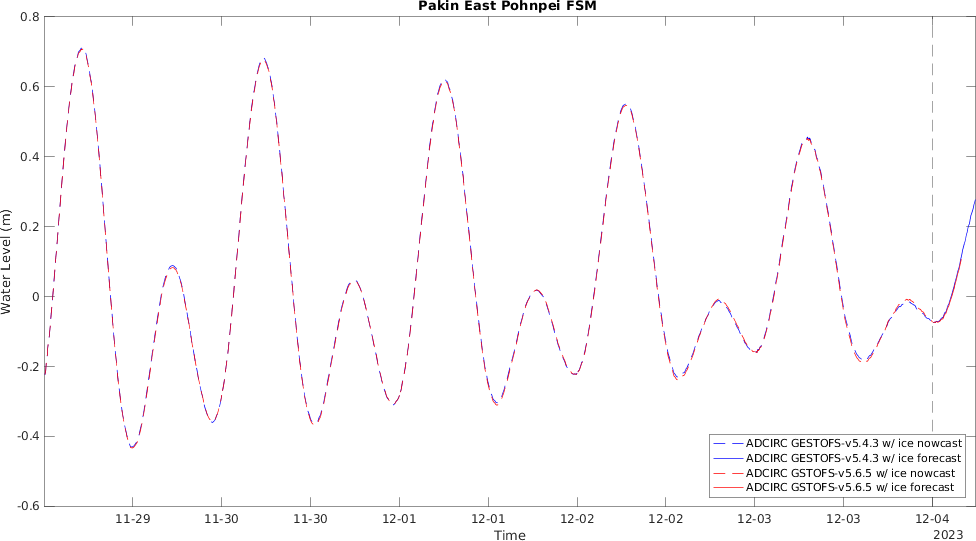 Pakin East Pohnpei FSM
0.8
0.6
0.4
0.2
0
-0.2
-0.4
-0.6
Water Level (m)
ADCIRC GESTOFS-v5.4.3 w/ ice nowcast
ADCIRC GESTOFS-v5.4.3 w/ ice forecast
ADCIRC GSTOFS-v5.6.5 w/ ice nowcast
ADCIRC GSTOFS-v5.6.5 w/ ice forecast
11-29 11-30 11-30 12-01 12-01 12-02 12-02 12-03 12-03 12-04
Time
2023